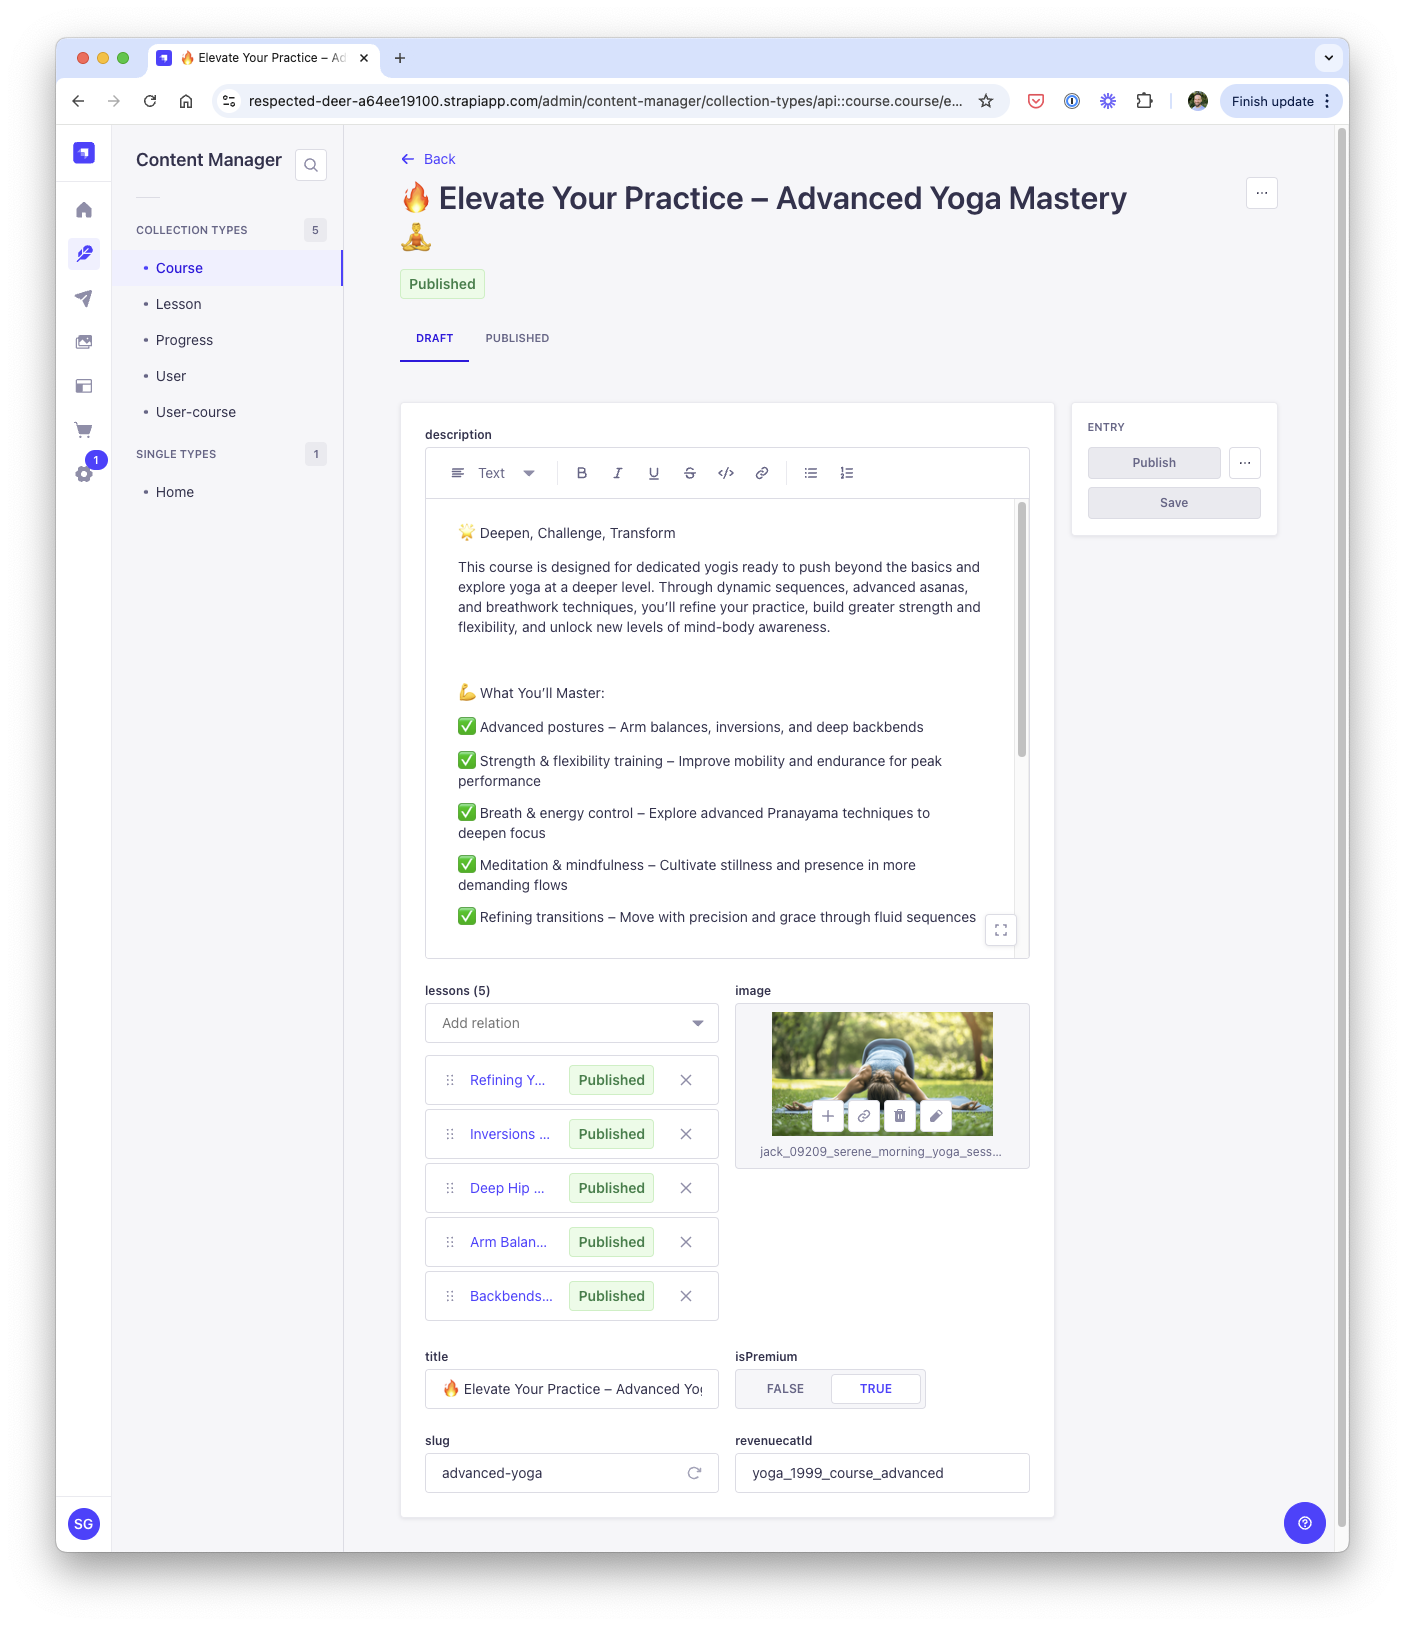 🔥 Elevate Your Practice – Ad
respected-deer-a64ee19100.strapiapp.com/admin/content-manager/collection-types/api::course.course/e...
Finish update
Content Manager
COLLECTION TYPES 5
Course
Lesson
Progress
User
User-course
SINGLE TYPES 1
Home
1
SG
Back
🔥 Elevate Your Practice – Advanced Yoga Mastery
🧘
Published
DRAFT PUBLISHED
description
Text B I U S </>
🌟 Deepen, Challenge, Transform
This course is designed for dedicated yogis ready to push beyond the basics and
explore yoga at a deeper level. Through dynamic sequences, advanced asanas,
and breathwork techniques, you’ll refine your practice, build greater strength and
flexibility, and unlock new levels of mind-body awareness.
💪 What You’ll Master:
✅ Advanced postures – Arm balances, inversions, and deep backbends
✅ Strength & flexibility training – Improve mobility and endurance for peak
performance
✅ Breath & energy control – Explore advanced Pranayama techniques to
deepen focus
✅ Meditation & mindfulness – Cultivate stillness and presence in more
demanding flows
✅ Refining transitions – Move with precision and grace through fluid sequences
lessons (5)
Add relation
Refining Y... Published
Inversions ... Published
Deep Hip ... Published
Arm Balan... Published
Backbends... Published
image
jack_09209_serene_morning_yoga_sess...
title
🔥 Elevate Your Practice – Advanced Yog
isPremium
FALSE TRUE
slug
advanced-yoga
revenuecatId
yoga_1999_course_advanced
ENTRY
Publish
Save